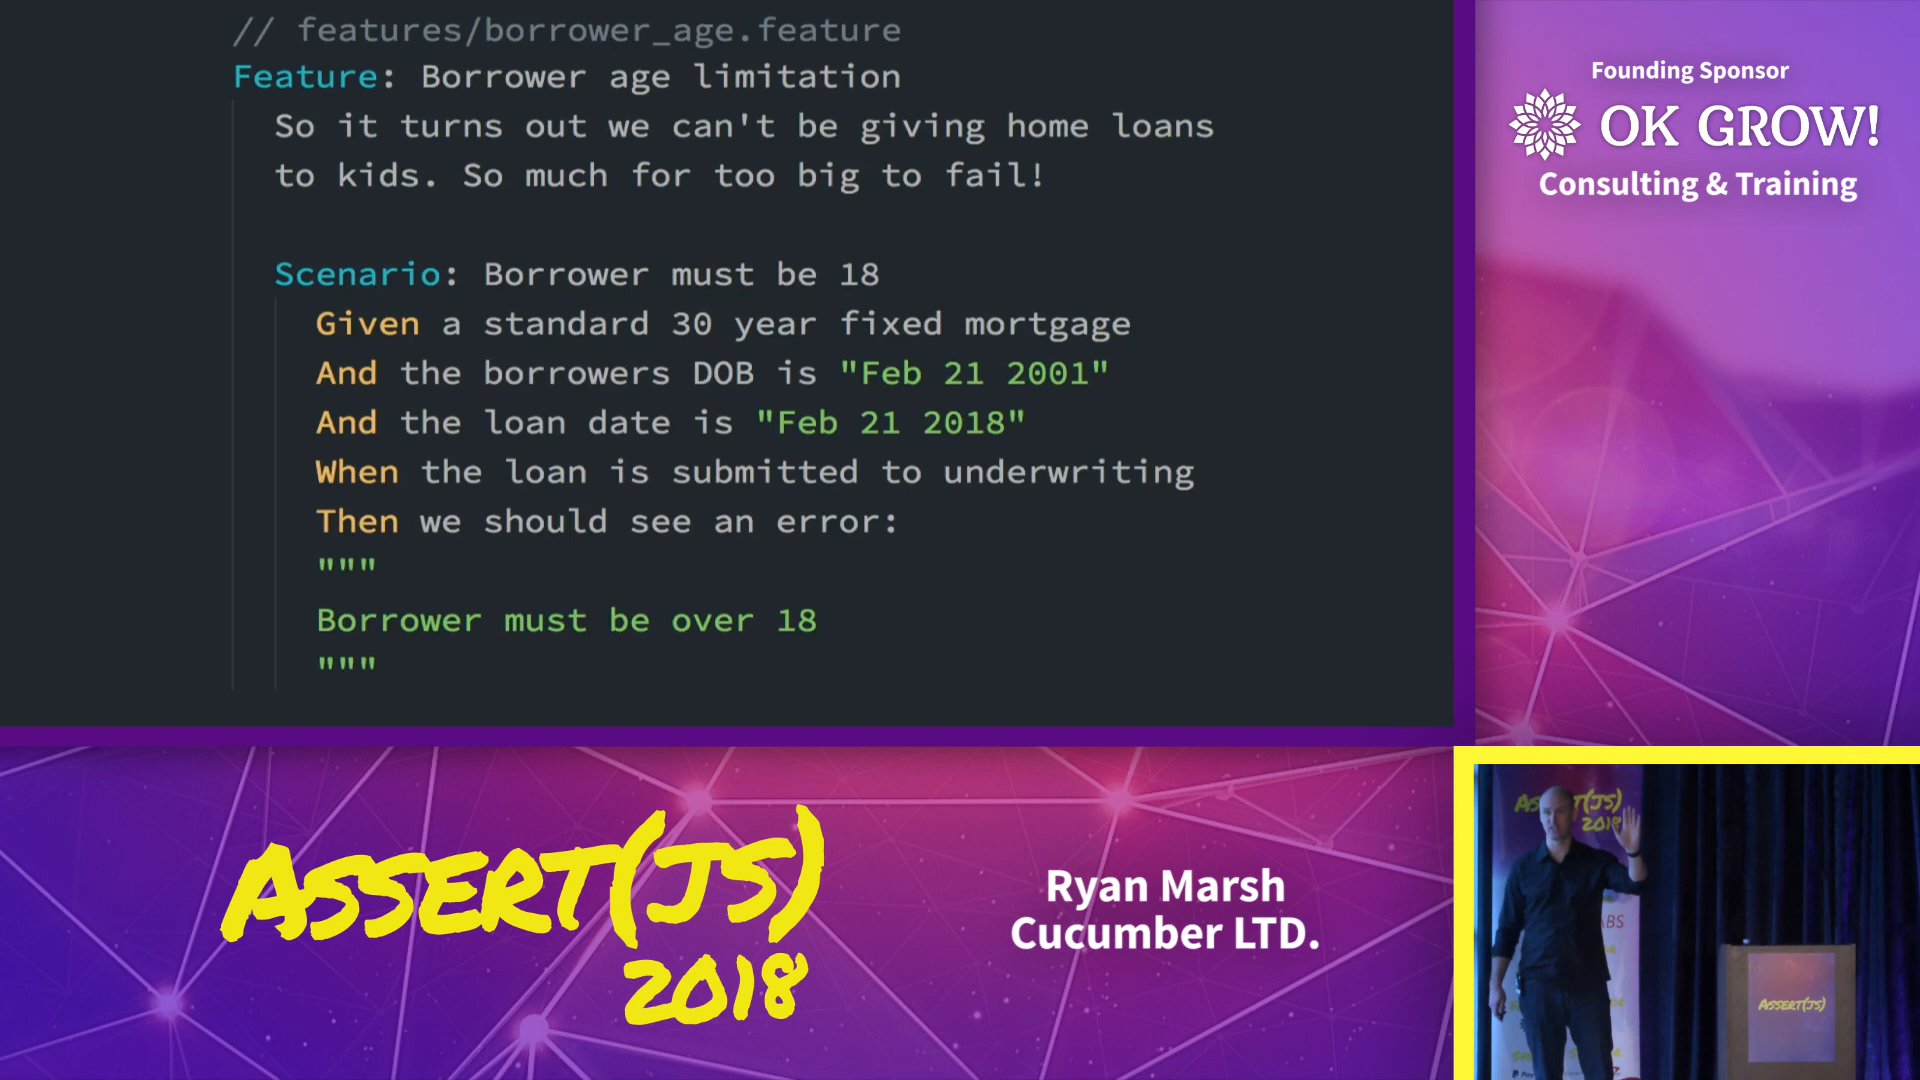 // features/borrower_age.feature
Feature: Borrower age limitation
So it turns out we can't be giving home loans
to kids. So much for too big to fail!
Scenario: Borrower must be 18
Given a standard 30 year fixed mortgage
And the borrowers DOB is "Feb 21 2001"
And the loan date is "Feb 21 2018"
When the loan is submitted to underwriting
Then we should see an error:
"""
Borrower must be over 18
"""
Founding Sponsor
OK GROW!
Consulting & Training
ASSERT(JS)
2018
Ryan Marsh
Cucumber LTD.
2018
ASSERT(JS)